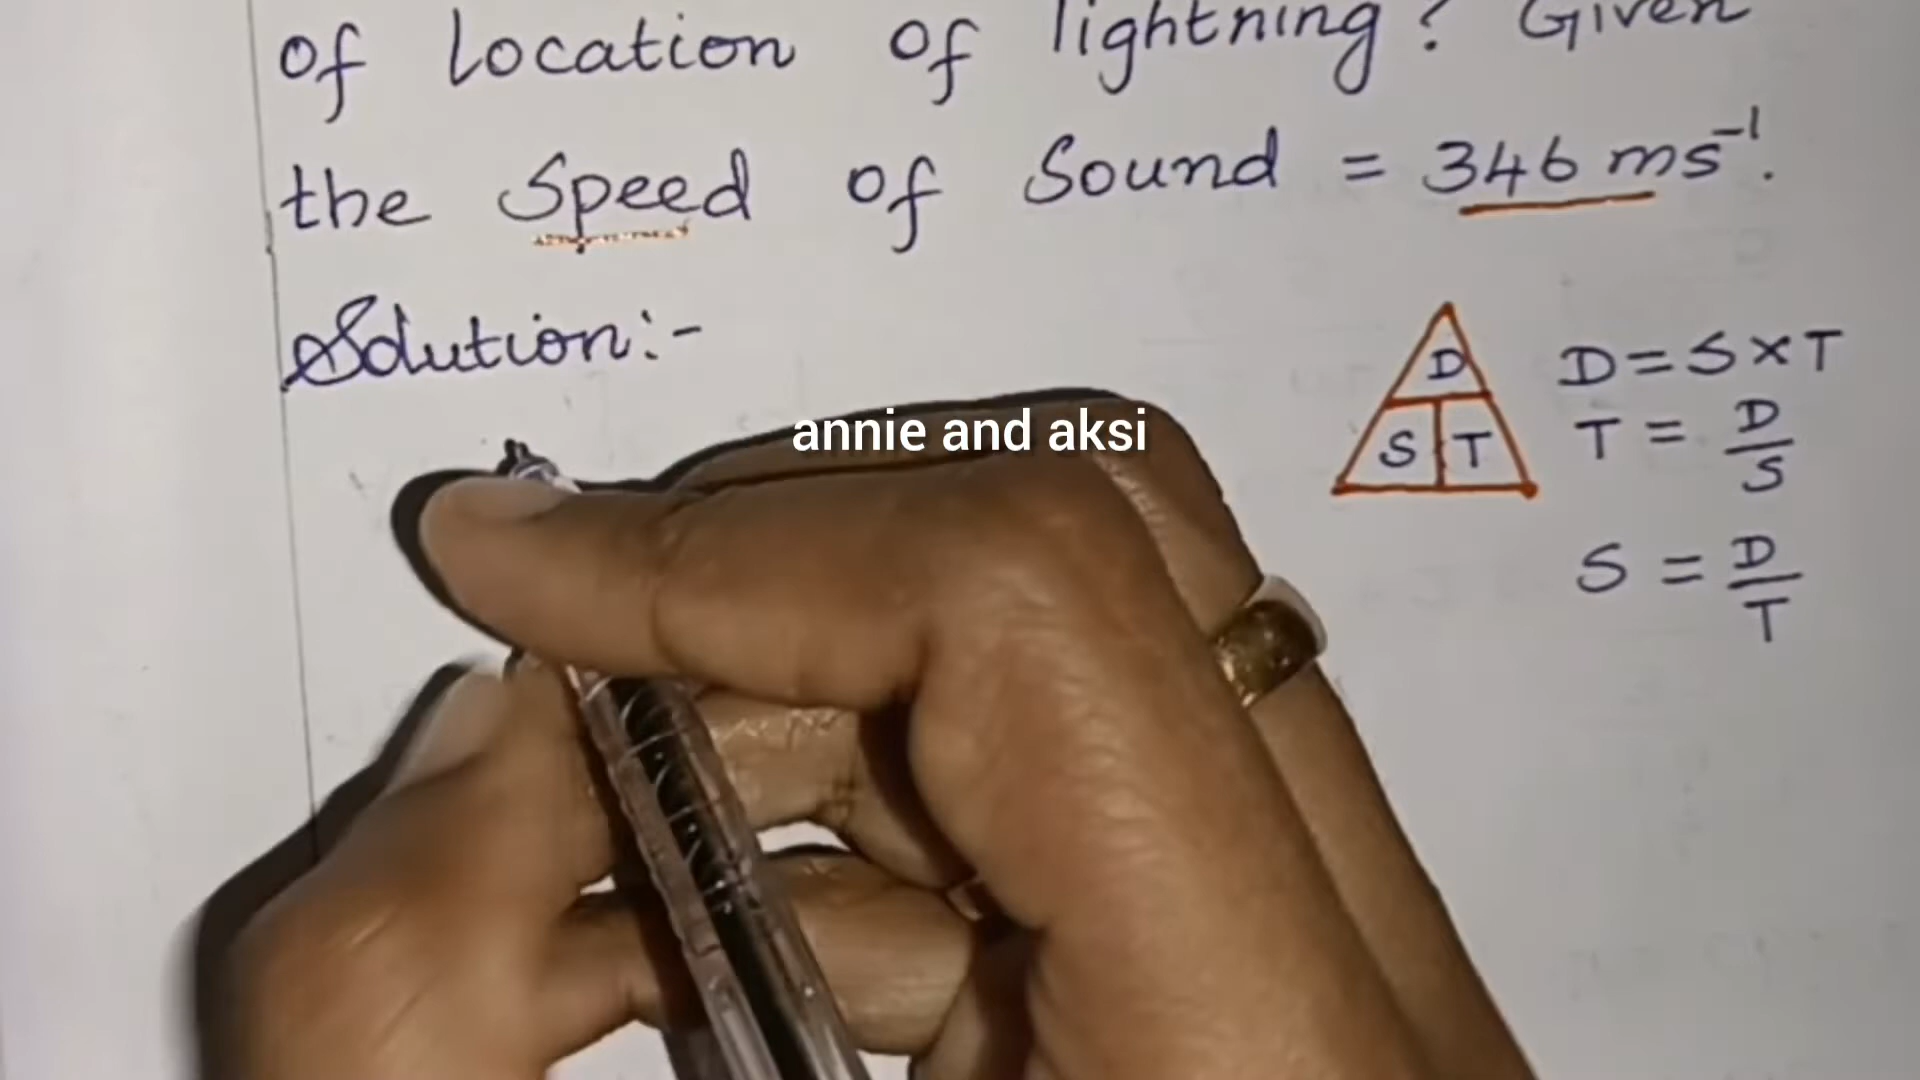 of location of lightning? Given
the Speed of Sound = 346 ms⁻¹.
Solution:-
annie and aksi
D
S T
D = S × T
T = D/S
S = D/T